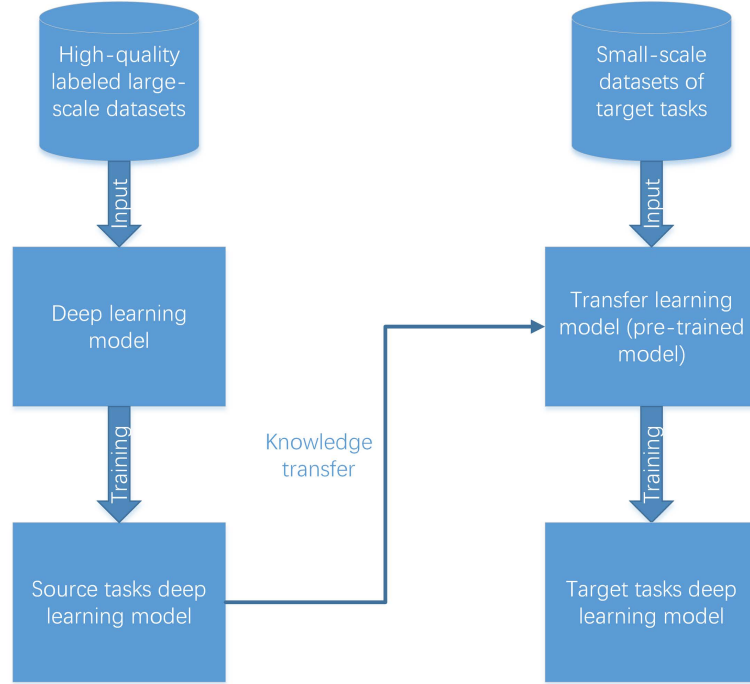 High-quality
labeled large-
scale datasets
Input
Deep learning
model
Training
Source tasks deep
learning model
Knowledge
transfer
Small-scale
datasets of
target tasks
Input
Transfer learning
model (pre-trained
model)
Training
Target tasks deep
learning model